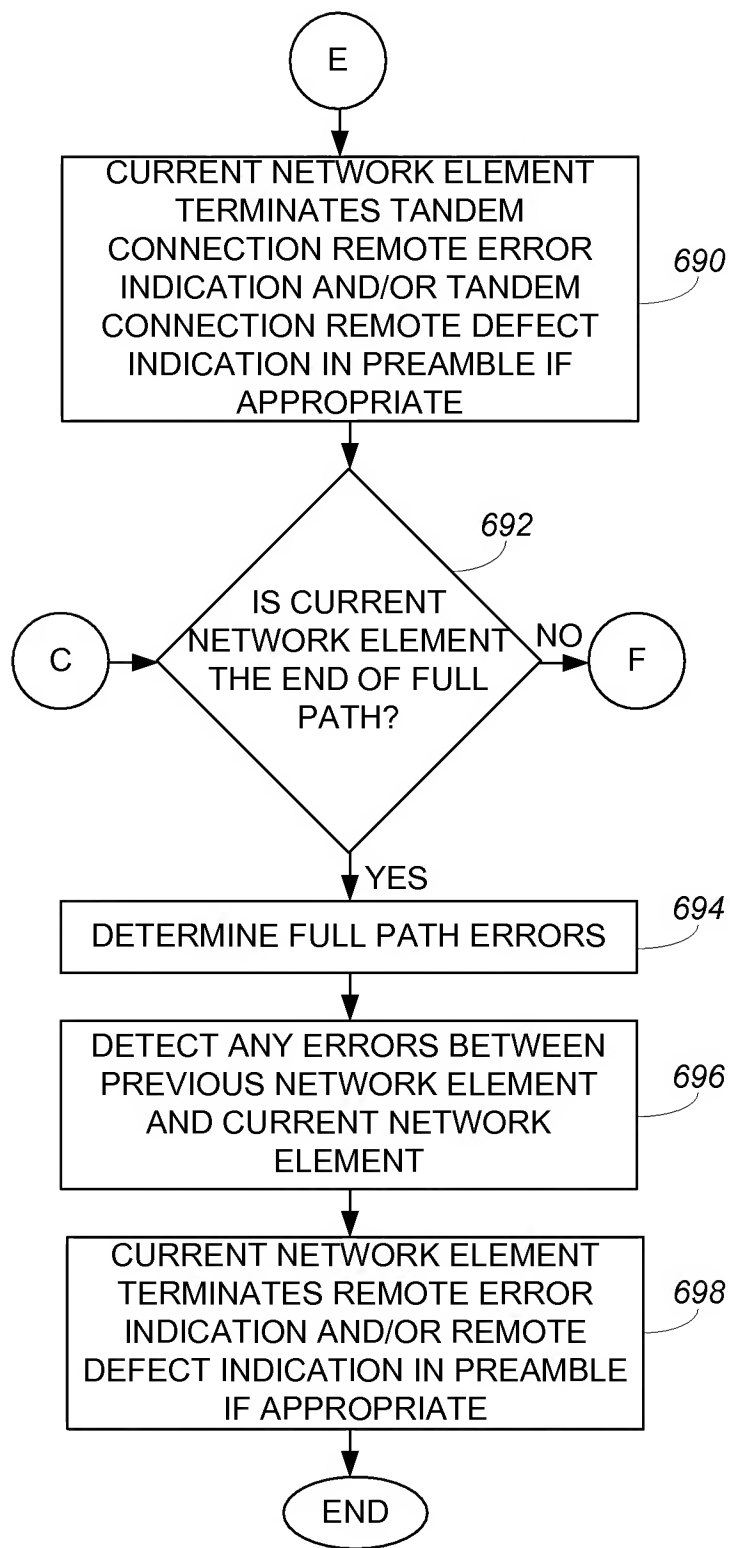 E
CURRENT NETWORK ELEMENT
TERMINATES TANDEM
CONNECTION REMOTE ERROR
INDICATION AND/OR TANDEM
CONNECTION REMOTE DEFECT
INDICATION IN PREAMBLE IF
APPROPRIATE
690
692
IS CURRENT
NETWORK ELEMENT
THE END OF FULL
PATH?
C
NO
F
YES
DETERMINE FULL PATH ERRORS
694
DETECT ANY ERRORS BETWEEN
PREVIOUS NETWORK ELEMENT
AND CURRENT NETWORK
ELEMENT
696
CURRENT NETWORK ELEMENT
TERMINATES REMOTE ERROR
INDICATION AND/OR REMOTE
DEFECT INDICATION IN PREAMBLE
IF APPROPRIATE
698
END